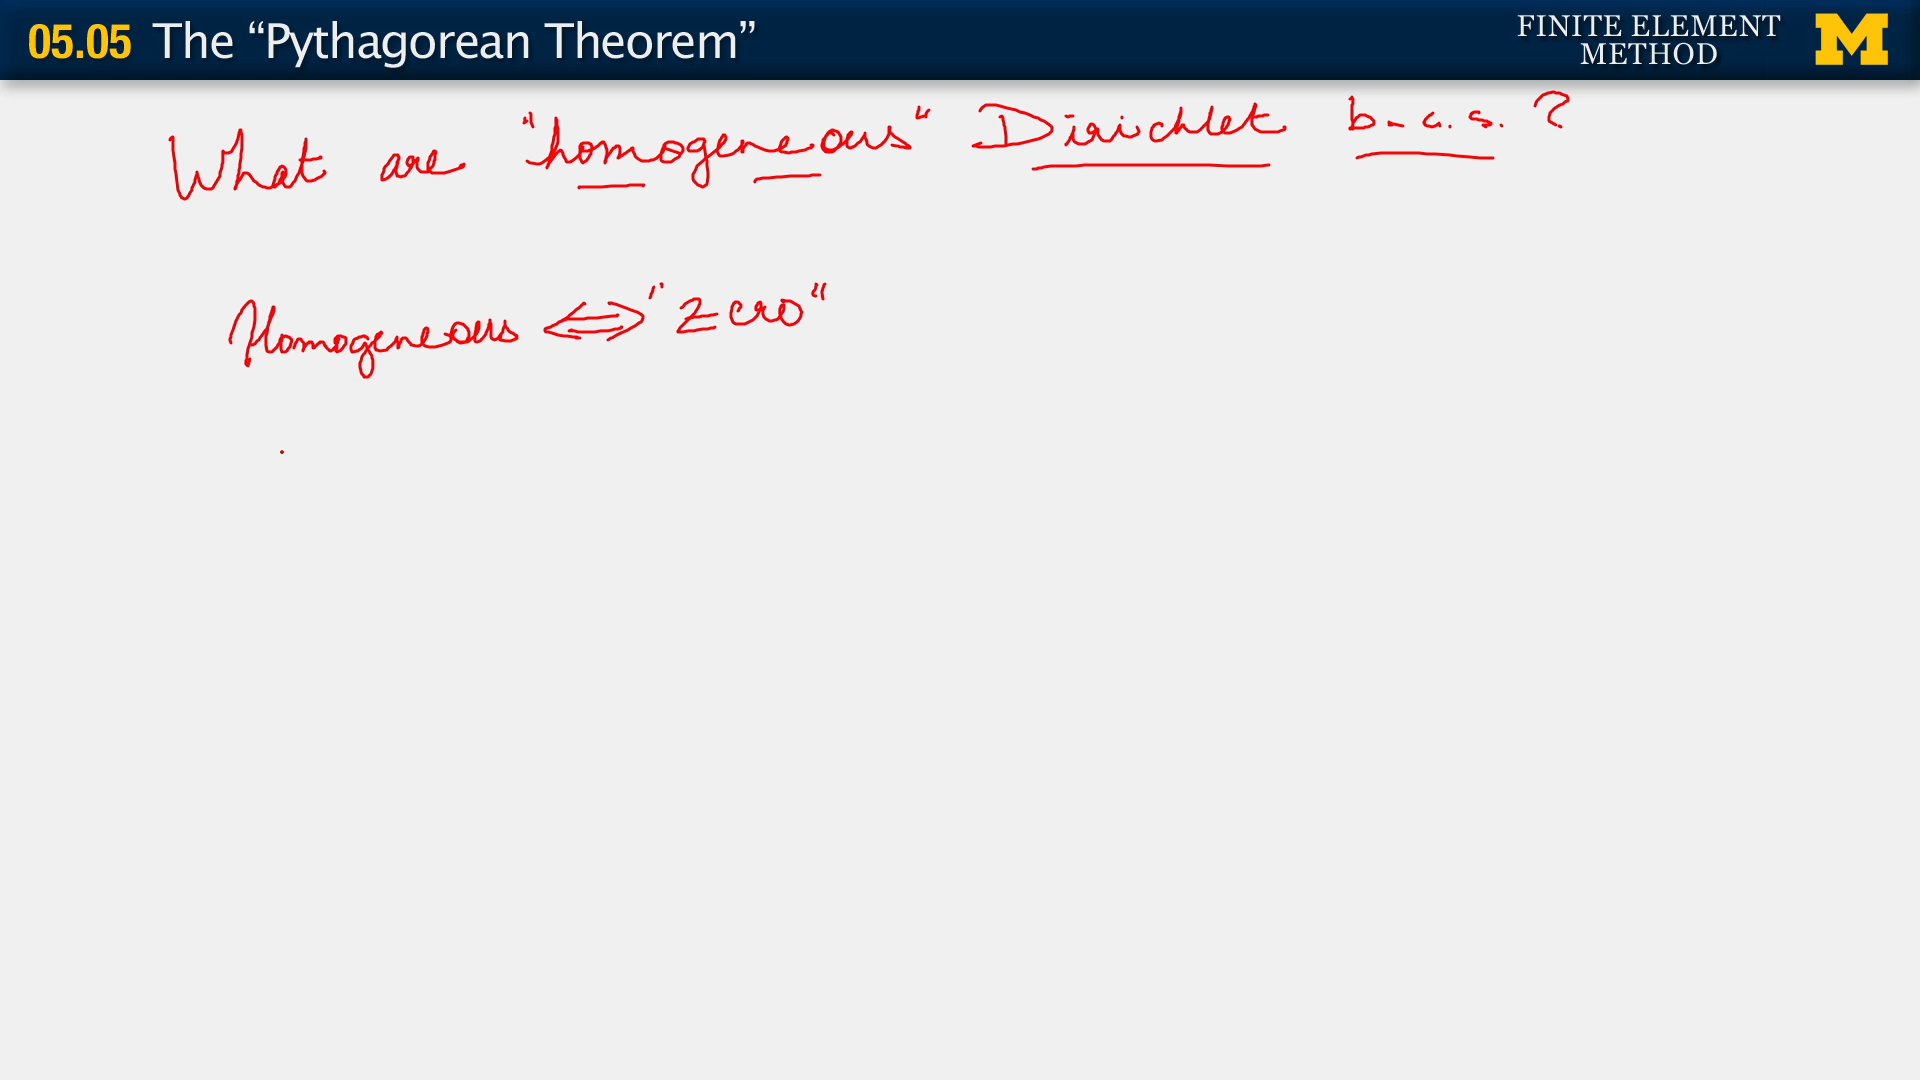 05.05 The “Pythagorean Theorem”
FINITE ELEMENT
METHOD
M
What are "homogeneous" Dirichlet b.c.s. ?
Homogeneous ⇔ "Zero"